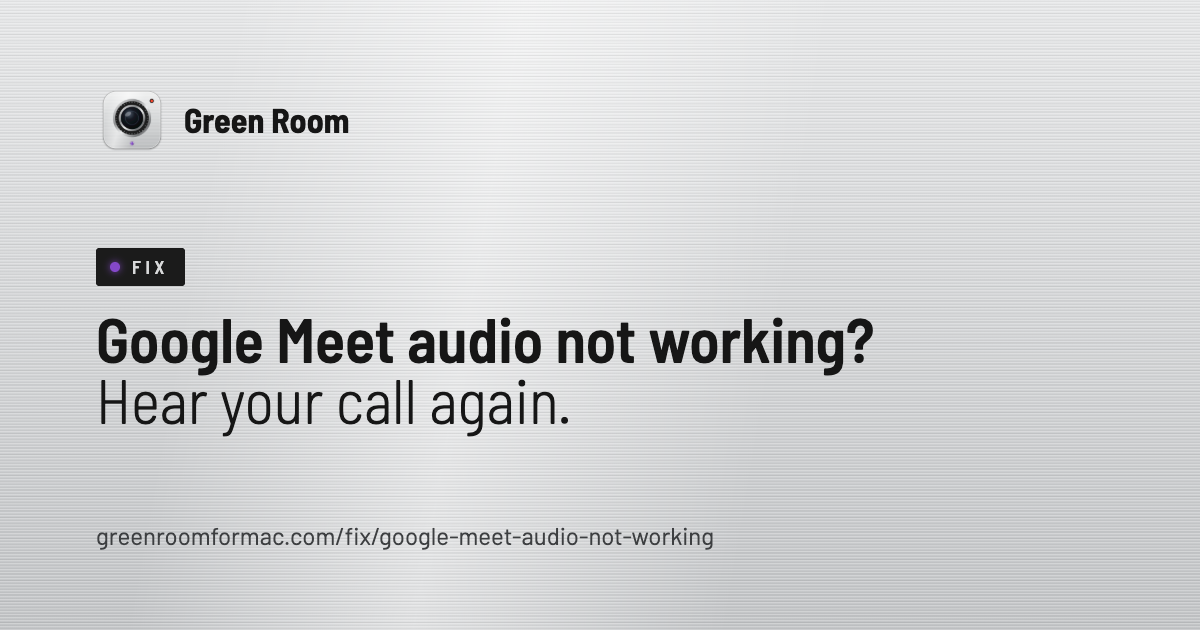 Green Room
FIX
Google Meet audio not working?
Hear your call again.
greenroomformac.com/fix/google-meet-audio-not-working